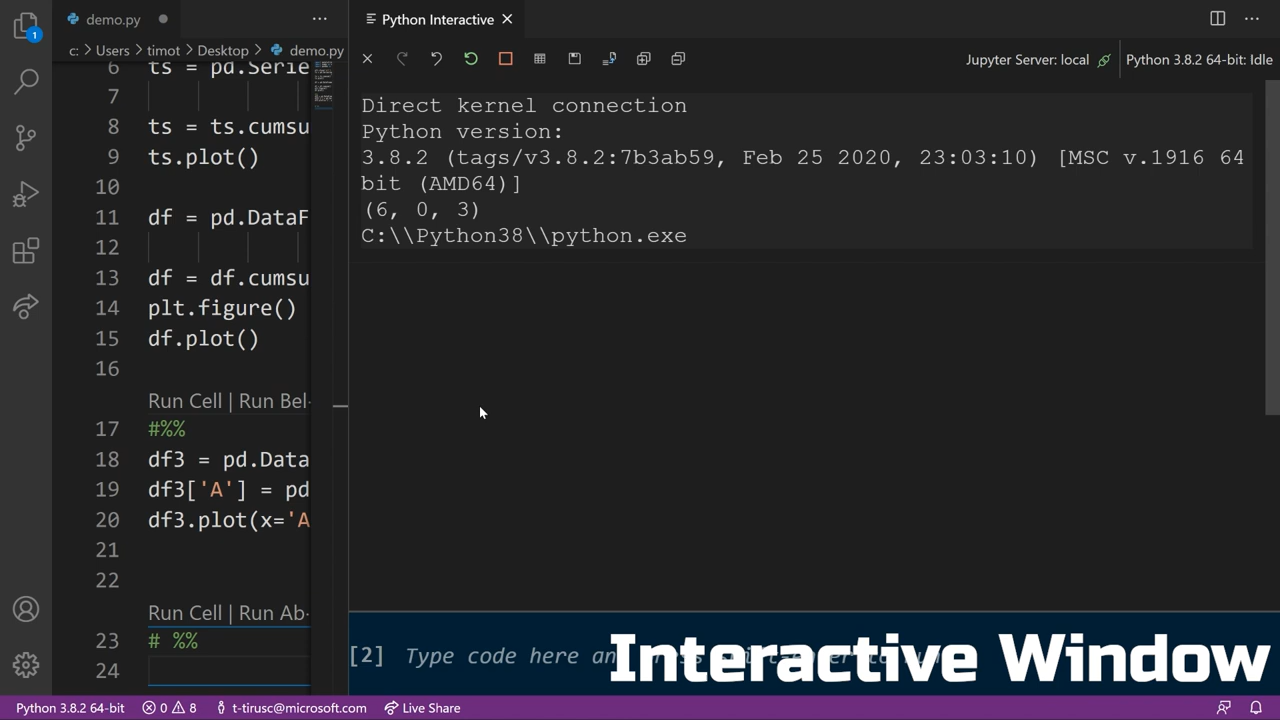 1
demo.py
Python Interactive
c: > Users > timot > Desktop > demo.py
Jupyter Server: local
Python 3.8.2 64-bit: Idle
6 ts = pd.Serie
7
8 ts = ts.cumsu
9 ts.plot()
10
11 df = pd.DataF
12
13 df = df.cumsu
14 plt.figure()
15 df.plot()
16
Run Cell | Run Bel
17 #%%
18 df3 = pd.Data
19 df3['A'] = pd
20 df3.plot(x='A
21
22
Run Cell | Run Ab
23 # %%
24
Direct kernel connection
Python version:
3.8.2 (tags/v3.8.2:7b3ab59, Feb 25 2020, 23:03:10) [MSC v.1916 64
bit (AMD64)]
(6, 0, 3)
C:\\Python38\\python.exe
[2] Type code here an
Interactive Window
Python 3.8.2 64-bit
0
8
t-tirusc@microsoft.com
Live Share